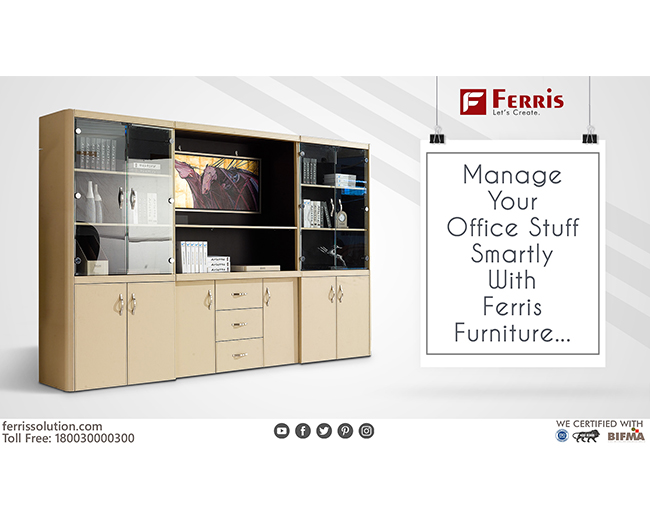 FERRIS
Let's Create.
Manage
Your
Office Stuff
Smartly
With
Ferris
Furniture...
ferrissolution.com
Toll Free: 180030000300
WE CERTIFIED WITH
BIFMA